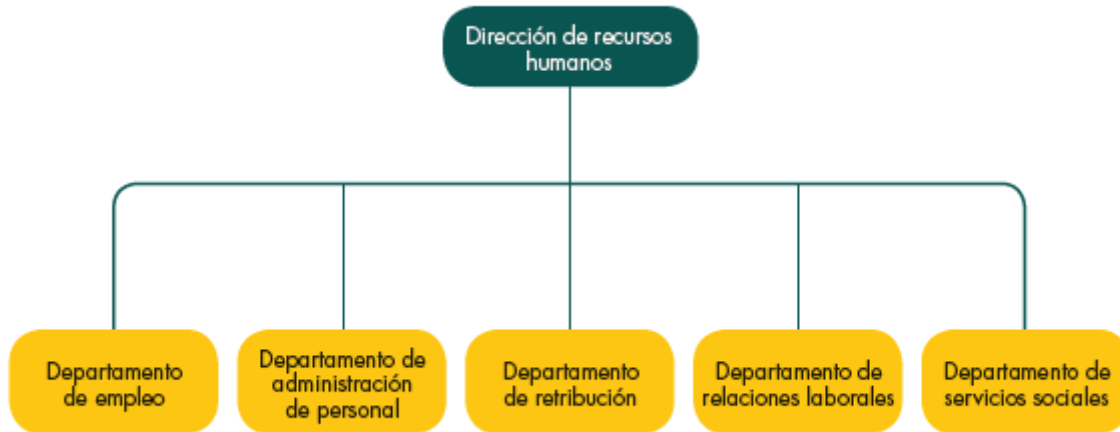 Dirección de recursos
humanos
Departamento
de empleo
Departamento de
administración
de personal
Departamento
de retribución
Departamento de
relaciones laborales
Departamento de
servicios sociales